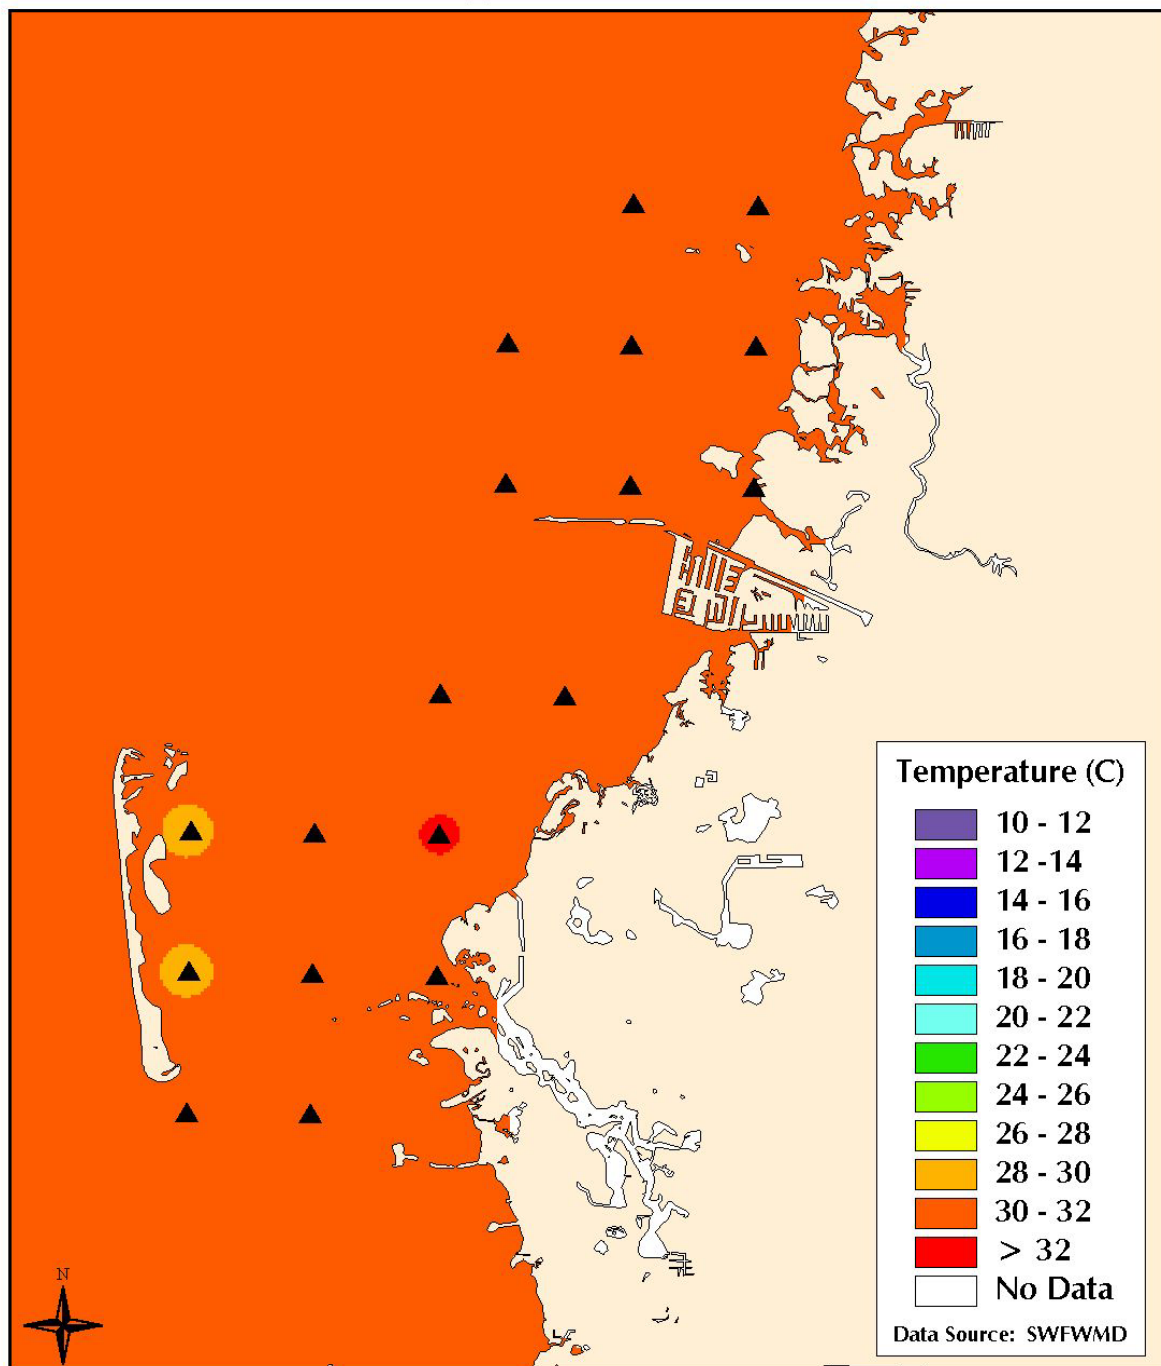 Temperature (C)
10 - 12
12 -14
14 - 16
16 - 18
18 - 20
20 - 22
22 - 24
24 - 26
26 - 28
28 - 30
30 - 32
> 32
No Data
Data Source: SWFWMD
N